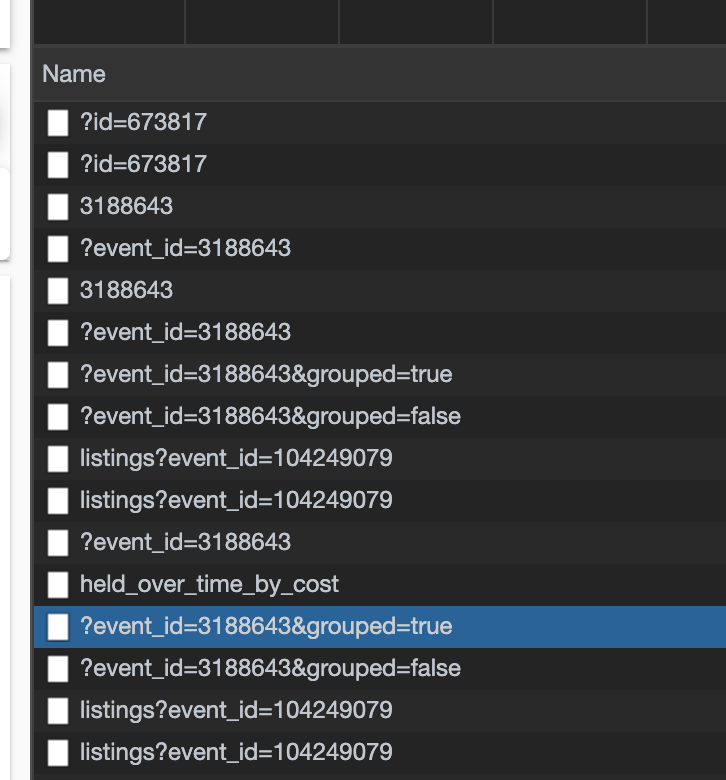 Name
?id=673817
?id=673817
3188643
?event_id=3188643
3188643
?event_id=3188643
?event_id=3188643&grouped=true
?event_id=3188643&grouped=false
listings?event_id=104249079
listings?event_id=104249079
?event_id=3188643
held_over_time_by_cost
?event_id=3188643&grouped=true
?event_id=3188643&grouped=false
listings?event_id=104249079
listings?event_id=104249079